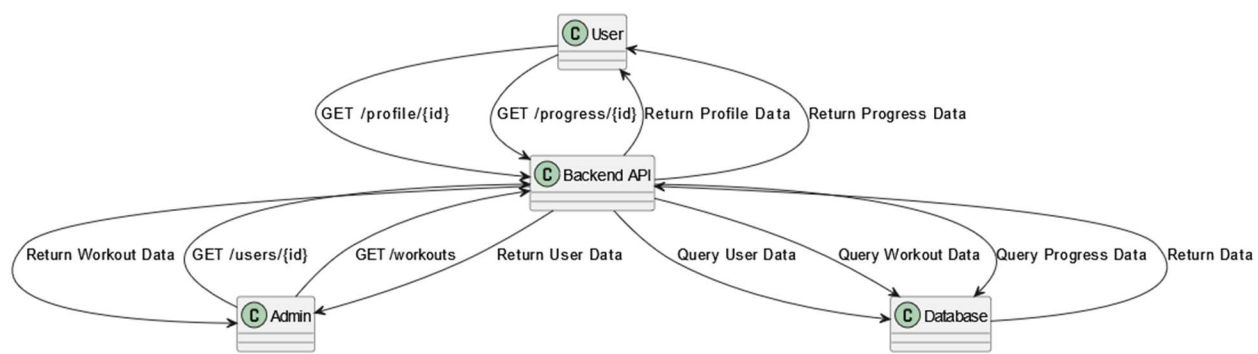 C User
GET /profile/{id}
GET /progress/{id}
Return Profile Data
Return Progress Data
C Backend API
Return Workout Data
GET /users/{id}
GET /workouts
Return User Data
Query User Data
Query Workout Data
Query Progress Data
Return Data
C Admin
C Database